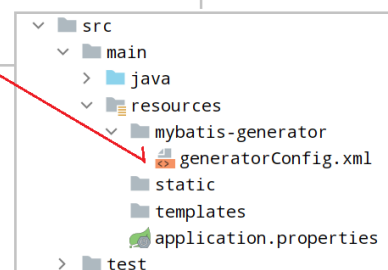 src
main
java
resources
mybatis-generator
generatorConfig.xml
static
templates
application.properties
test